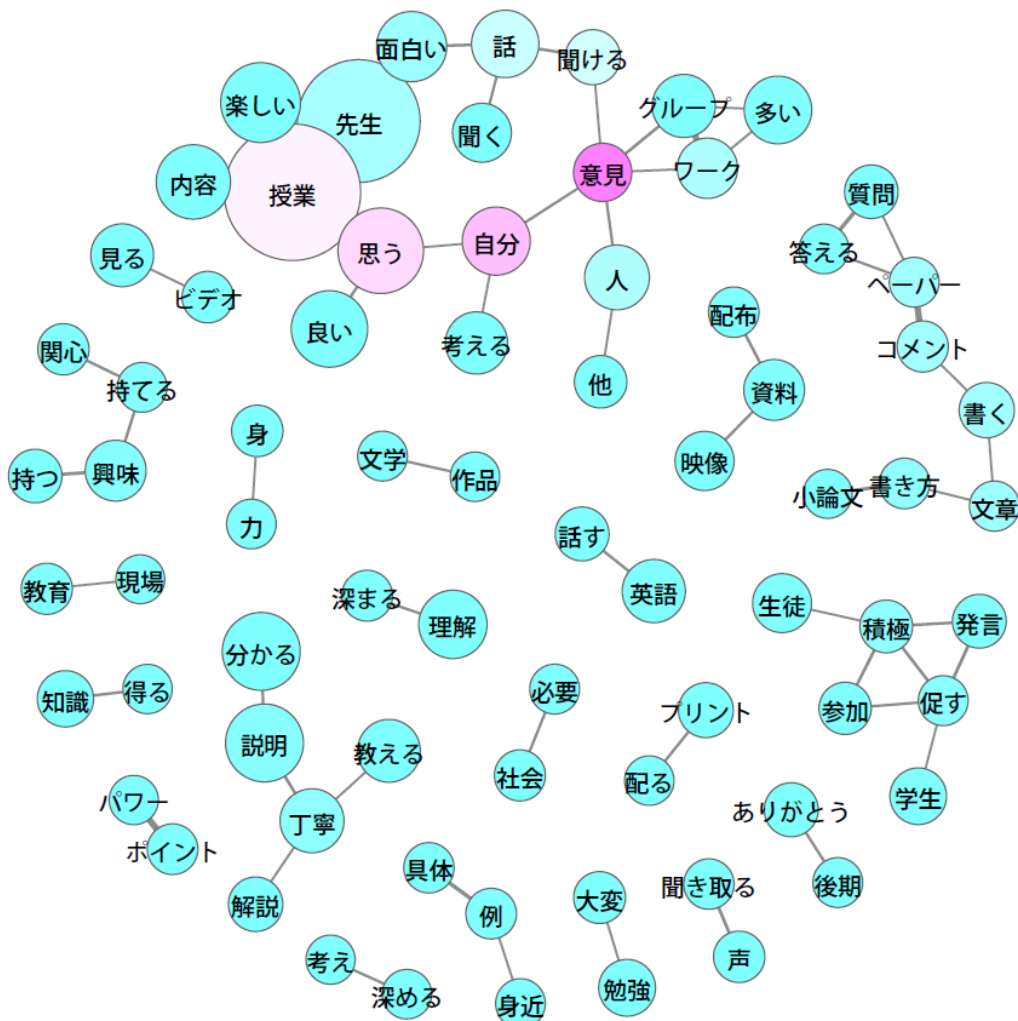 面白い
話
聞ける
楽しい
先生
聞く
グループ
多い
内容
授業
意見
ワーク
質問
思う
自分
答える
見る
ビデオ
人
ペーパー
良い
考える
配布
コメント
関心
持てる
他
資料
書く
身
文学
作品
映像
持つ
興味
小論文
書き方
文章
力
話す
英語
教育
現場
深まる
理解
生徒
積極
発言
分かる
知識
得る
必要
プリント
参加
促す
説明
教える
社会
配る
学生
パワー
ポイント
丁寧
ありがとう
解説
具体
例
大変
聞き取る
後期
考え
深める
身近
勉強
声